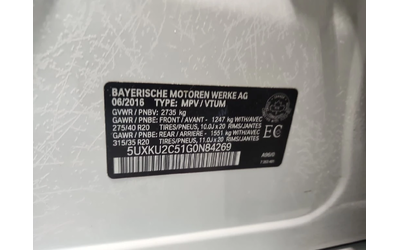 BAYERISCHE MOTOREN WERKE AG
06/2016 TYPE: MPV / VTUM
GVWR / PNBV: 2735 kg
GAWR / PNBE: FRONT / AVANT - 1247 kg WITH/AVEC
275/40 R20 TIRES/PNEUS, 10.0J x 20 RIMS/JANTES
GAWR / PNBE: REAR / ARRIERE - 1551 kg WITH/AVEC
315/35 R20 TIRES/PNEUS, 11.0J x 20 RIMS/JANTES
5UXKU2C51G0N84269
EC